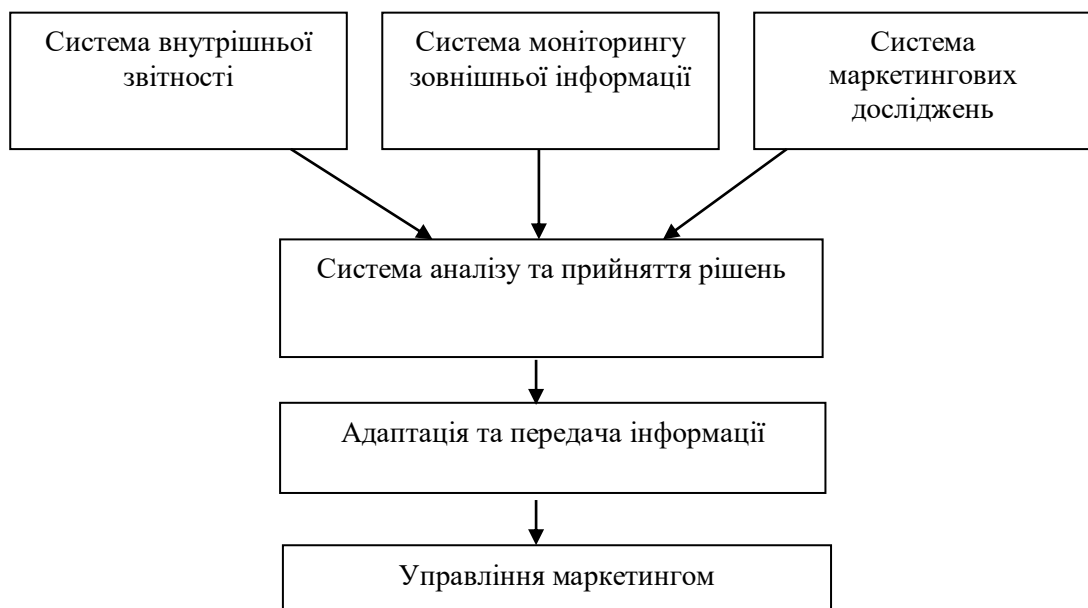 Система внутрішньої
звітності
Система моніторингу
зовнішньої інформації
Система
маркетингових
досліджень
Система аналізу та прийняття рішень
Адаптація та передача інформації
Управління маркетингом